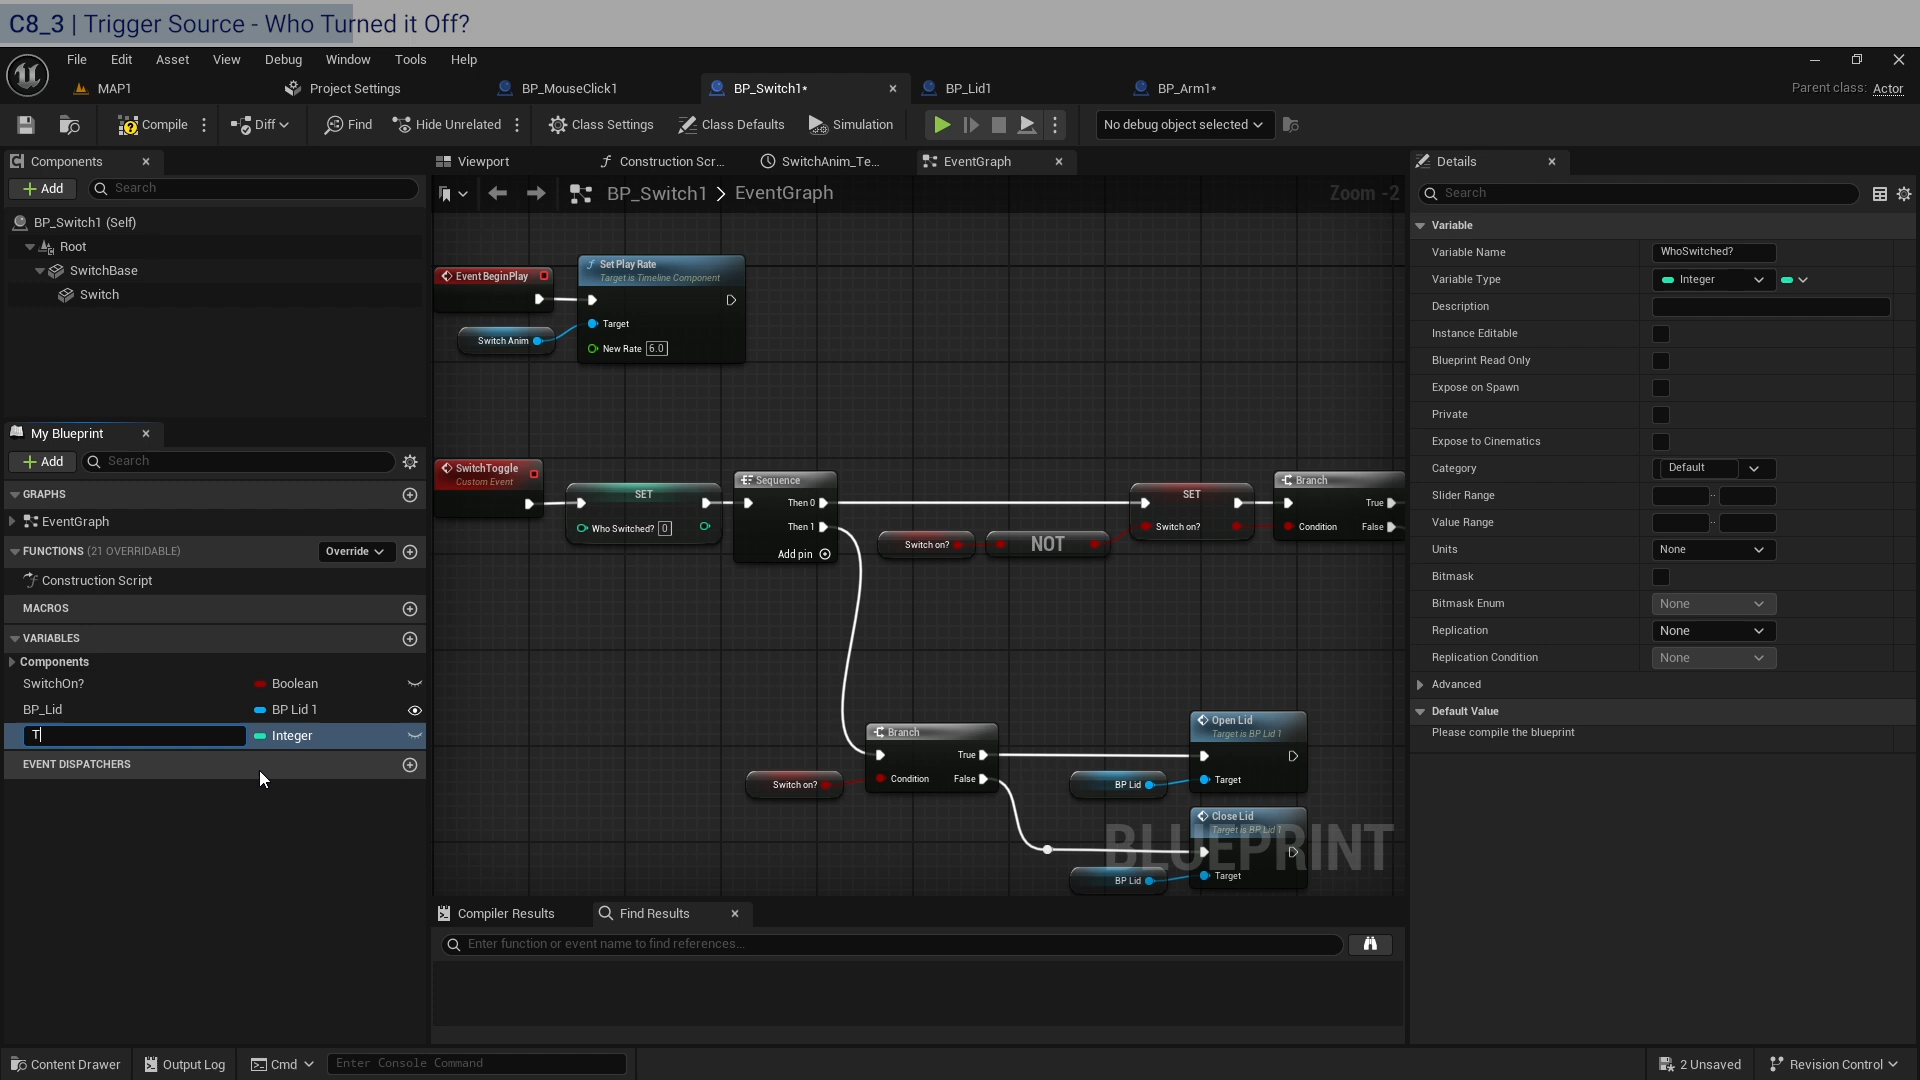 C8_3 | Trigger Source - Who Turned it Off?
File Edit Asset View Debug Window Tools Help
MAP1 Project Settings BP_MouseClick1 BP_Switch1* BP_Lid1 BP_Arm1* Parent class: Actor
Compile Diff Find Hide Unrelated Class Settings Class Defaults Simulation No debug object selected
Components
Add Search
BP_Switch1 (Self)
Root
SwitchBase
Switch
My Blueprint
Add Search
GRAPHS
EventGraph
FUNCTIONS (21 OVERRIDABLE) Override
Construction Script
MACROS
VARIABLES
Components
SwitchOn? Boolean
BP_Lid BP Lid 1
T Integer
EVENT DISPATCHERS
Viewport Construction Scr... SwitchAnim_Te... EventGraph
BP_Switch1 > EventGraph Zoom -2
Event BeginPlay
Set Play Rate
Target is Timeline Component
Target
Switch Anim
New Rate 6.0
SwitchToggle
Custom Event
SET
Who Switched? 0
Sequence
Then 0
Then 1
Add pin
Switch on?
NOT
SET
Switch on?
Branch
True
Condition False
Branch
True
Condition False
Switch on?
Open Lid
Target is BP Lid 1
Target
BP Lid
Close Lid
Target is BP Lid 1
Target
BP Lid
BLUEPRINT
Compiler Results Find Results
Enter function or event name to find references...
Details
Search
Variable
Variable Name WhoSwitched?
Variable Type Integer
Description
Instance Editable
Blueprint Read Only
Expose on Spawn
Private
Expose to Cinematics
Category Default
Slider Range ..
Value Range ..
Units None
Bitmask
Bitmask Enum None
Replication None
Replication Condition None
Advanced
Default Value
Please compile the blueprint
Content Drawer Output Log Cmd Enter Console Command 2 Unsaved Revision Control